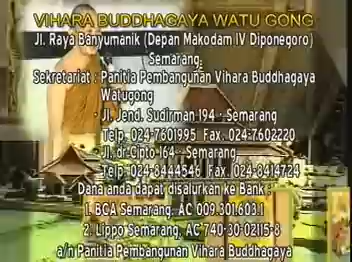 VIHARA BUDDHAGAYA WATU GONG
Jl. Raya Banyumanik (Depan Makodam IV Diponegoro)
Semarang.
Sekretariat : Panitia Pembangunan Vihara Buddhagaya
Watugong
- Jl. Jend. Sudirman 194 - Semarang
Telp. 024-7601995 Fax. 024-7602220
- Jl. dr.Cipto 164 - Semarang
Telp. 024-8444546 Fax. 024-8414724
Dana anda dapat disalurkan ke Bank :
1. BCA Semarang, AC 009.301.603.1
2. Lippo Semarang, AC 740-30-02115-8
a/n Panitia Pembangunan Vihara Buddhagaya